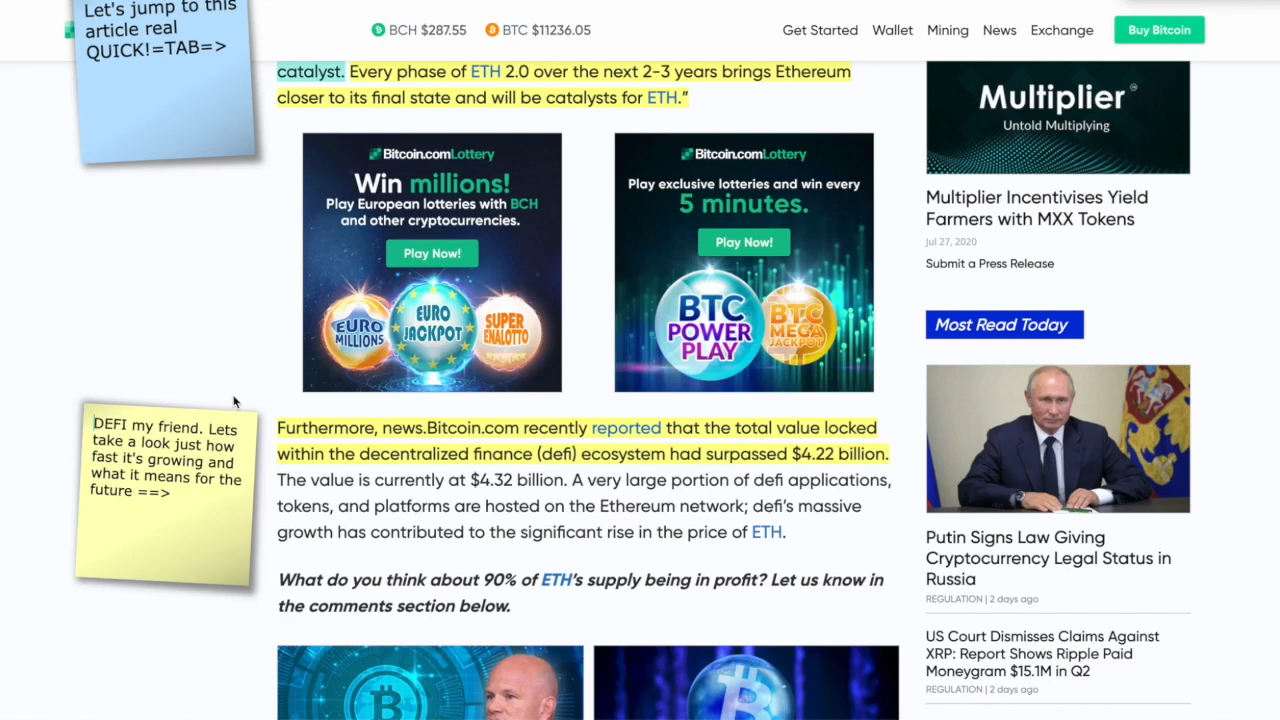 Let's jump to this
article real
QUICK!=TAB=>
BCH $287.55
BTC $11236.05
Get Started
Wallet
Mining
News
Exchange
Buy Bitcoin
catalyst. Every phase of ETH 2.0 over the next 2-3 years brings Ethereum
closer to its final state and will be catalysts for ETH.”
Bitcoin.comLottery
Win millions!
Play European lotteries with BCH
and other cryptocurrencies.
Play Now!
EURO
MILLIONS
EURO
JACKPOT
SUPER
ENALOTTO
Bitcoin.comLottery
Play exclusive lotteries and win every
5 minutes.
Play Now!
BTC
POWER
PLAY
BTC
MEGA
JACKPOT
DEFI my friend. Lets
take a look just how
fast it's growing and
what it means for the
future ==>
Furthermore, news.Bitcoin.com recently reported that the total value locked
within the decentralized finance (defi) ecosystem had surpassed $4.22 billion.
The value is currently at $4.32 billion. A very large portion of defi applications,
tokens, and platforms are hosted on the Ethereum network; defi’s massive
growth has contributed to the significant rise in the price of ETH.
What do you think about 90% of ETH’s supply being in profit? Let us know in
the comments section below.
Multiplier
Untold Multiplying
Multiplier Incentivises Yield
Farmers with MXX Tokens
Jul 27, 2020
Submit a Press Release
Most Read Today
Putin Signs Law Giving
Cryptocurrency Legal Status in
Russia
REGULATION | 2 days ago
US Court Dismisses Claims Against
XRP: Report Shows Ripple Paid
Moneygram $15.1M in Q2
REGULATION | 2 days ago